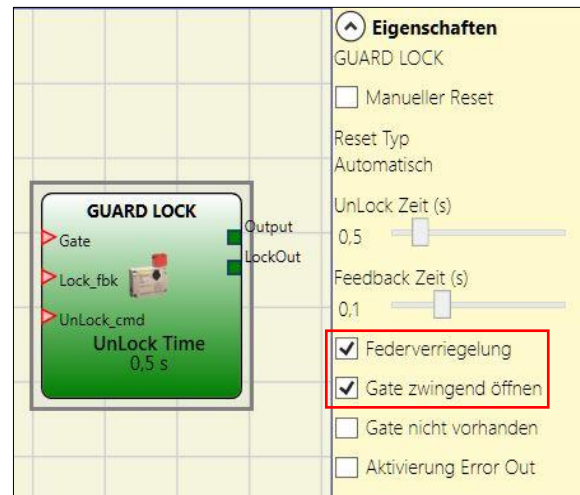 Eigenschaften
GUARD LOCK
Manueller Reset
Reset Typ
Automatisch
UnLock Zeit (s)
0,5
Feedback Zeit (s)
0,1
Federverriegelung
Gate zwingend öffnen
Gate nicht vorhanden
Aktivierung Error Out
GUARD LOCK
Gate
Lock_fbk
UnLock_cmd
Output
LockOut
UnLock Time
0,5 s